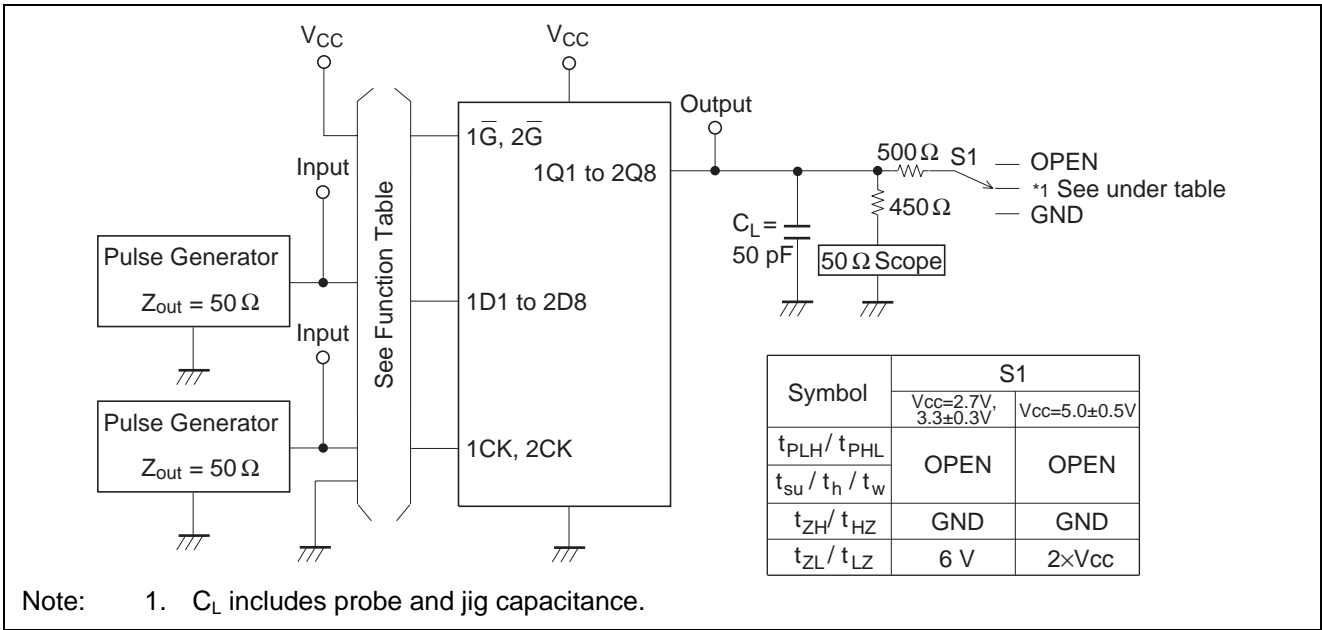 VCC
VCC
Output
1G̅, 2G̅
1Q1 to 2Q8
500 Ω
S1
OPEN
*1 See under table
GND
Input
450 Ω
CL =
50 pF
50 Ω Scope
Pulse Generator
Zout = 50 Ω
See Function Table
1D1 to 2D8
Input
Pulse Generator
Zout = 50 Ω
1CK, 2CK
Symbol
S1
Vcc=2.7V,
3.3±0.3V
Vcc=5.0±0.5V
tPLH / tPHL
OPEN
OPEN
tsu / th / tw
tZH / tHZ
GND
GND
tZL / tLZ
6 V
2×Vcc
Note: 1. CL includes probe and jig capacitance.